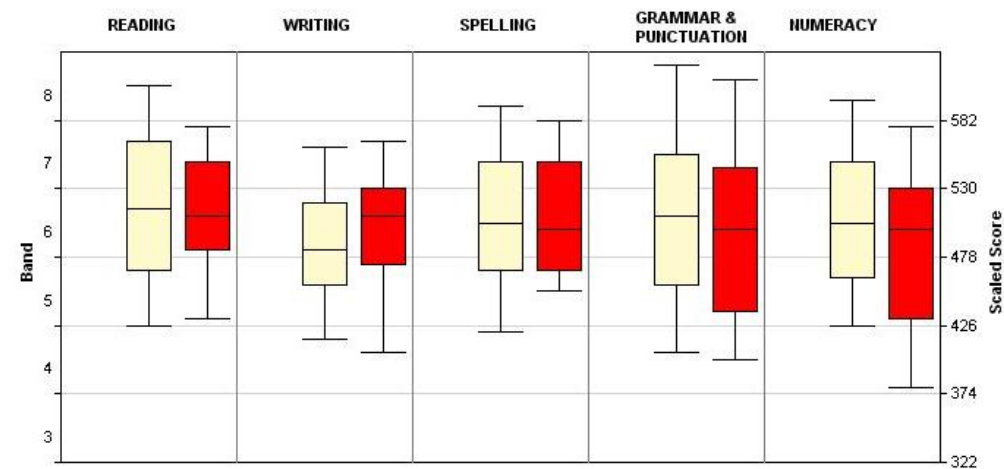 READING
WRITING
SPELLING
GRAMMAR &
PUNCTUATION
NUMERACY
8
7
6
5
4
3
Band
582
530
478
426
374
322
Scaled Score